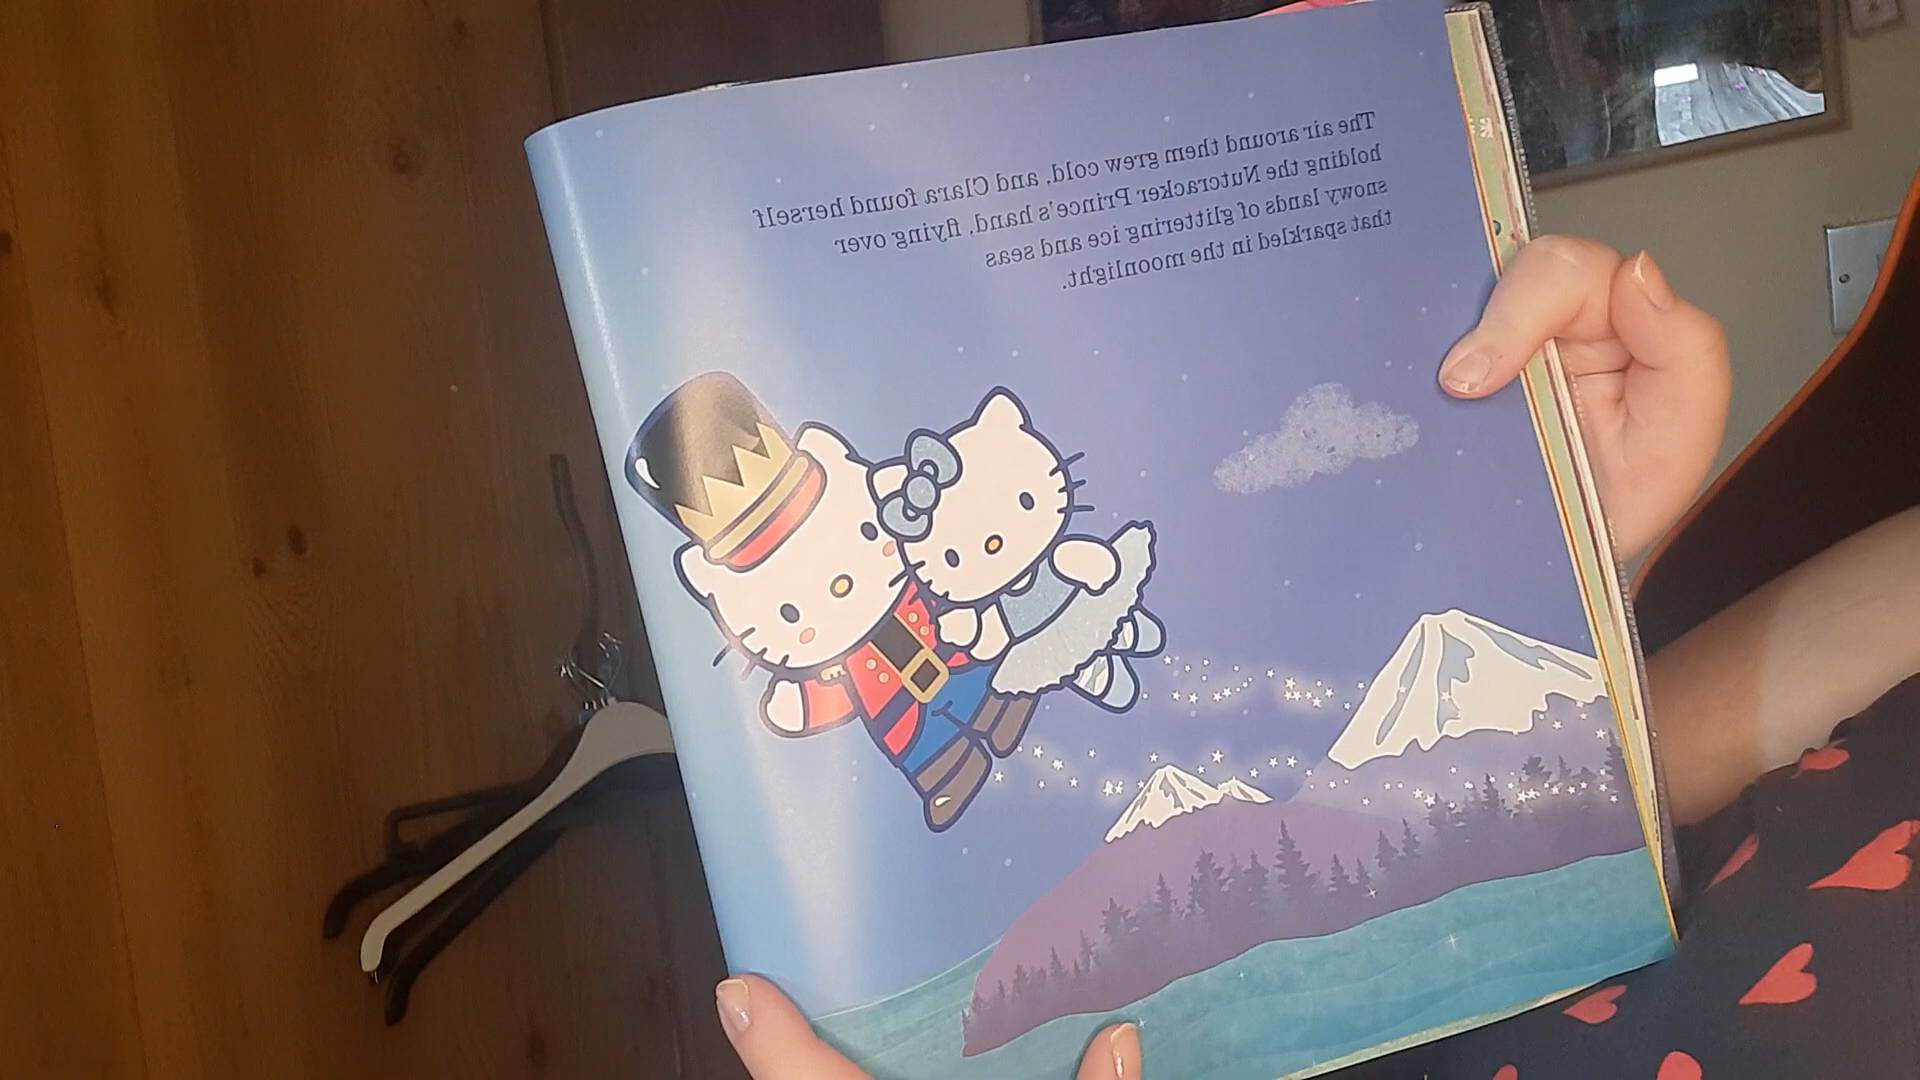 The air around them grew cold, and Clara found herself
holding the Nutcracker Prince's hand, flying over
snowy lands of glittering ice and seas
that sparkled in the moonlight.